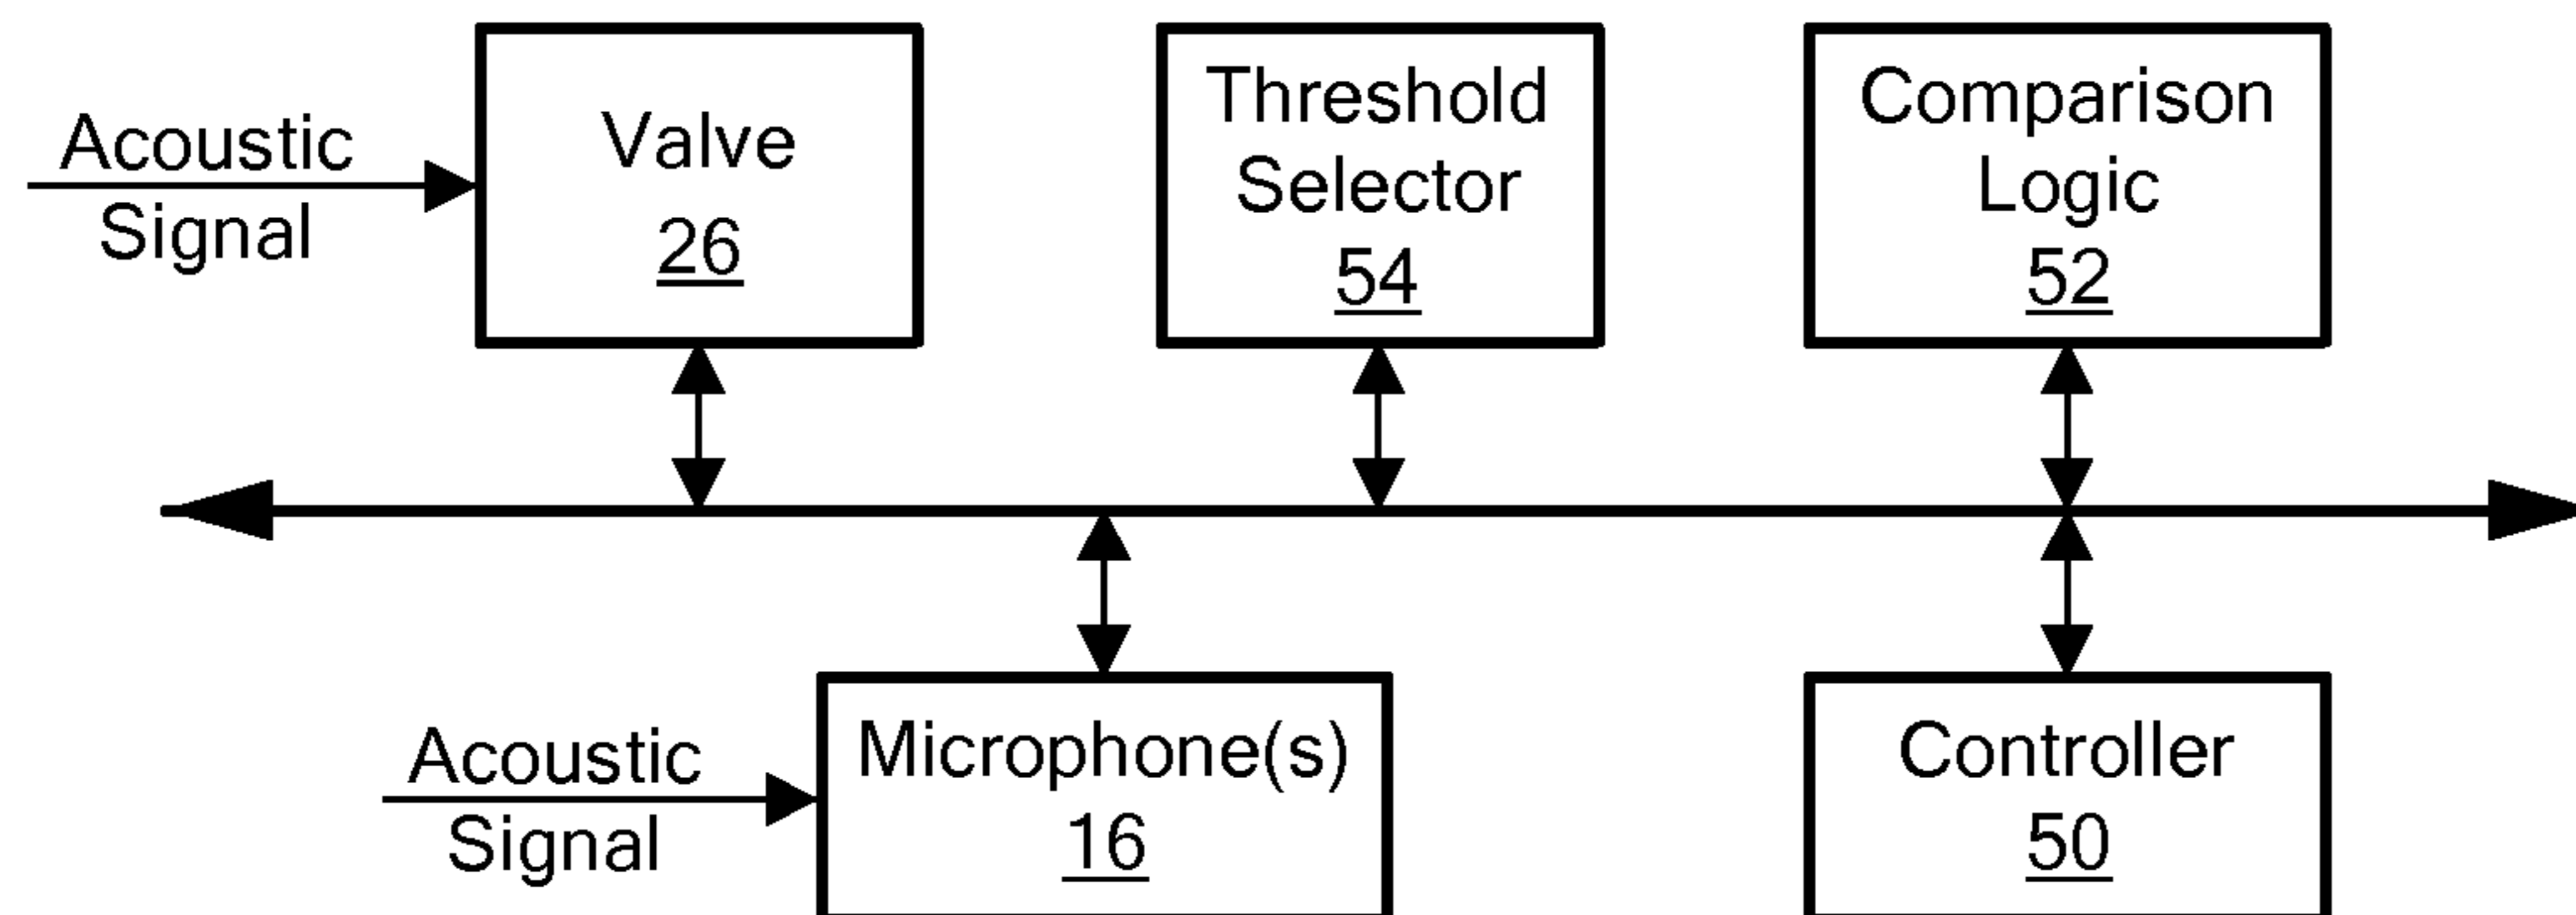 Acoustic
Signal
Valve
26
Threshold
Selector
54
Comparison
Logic
52
Acoustic
Signal
Microphone(s)
16
Controller
50